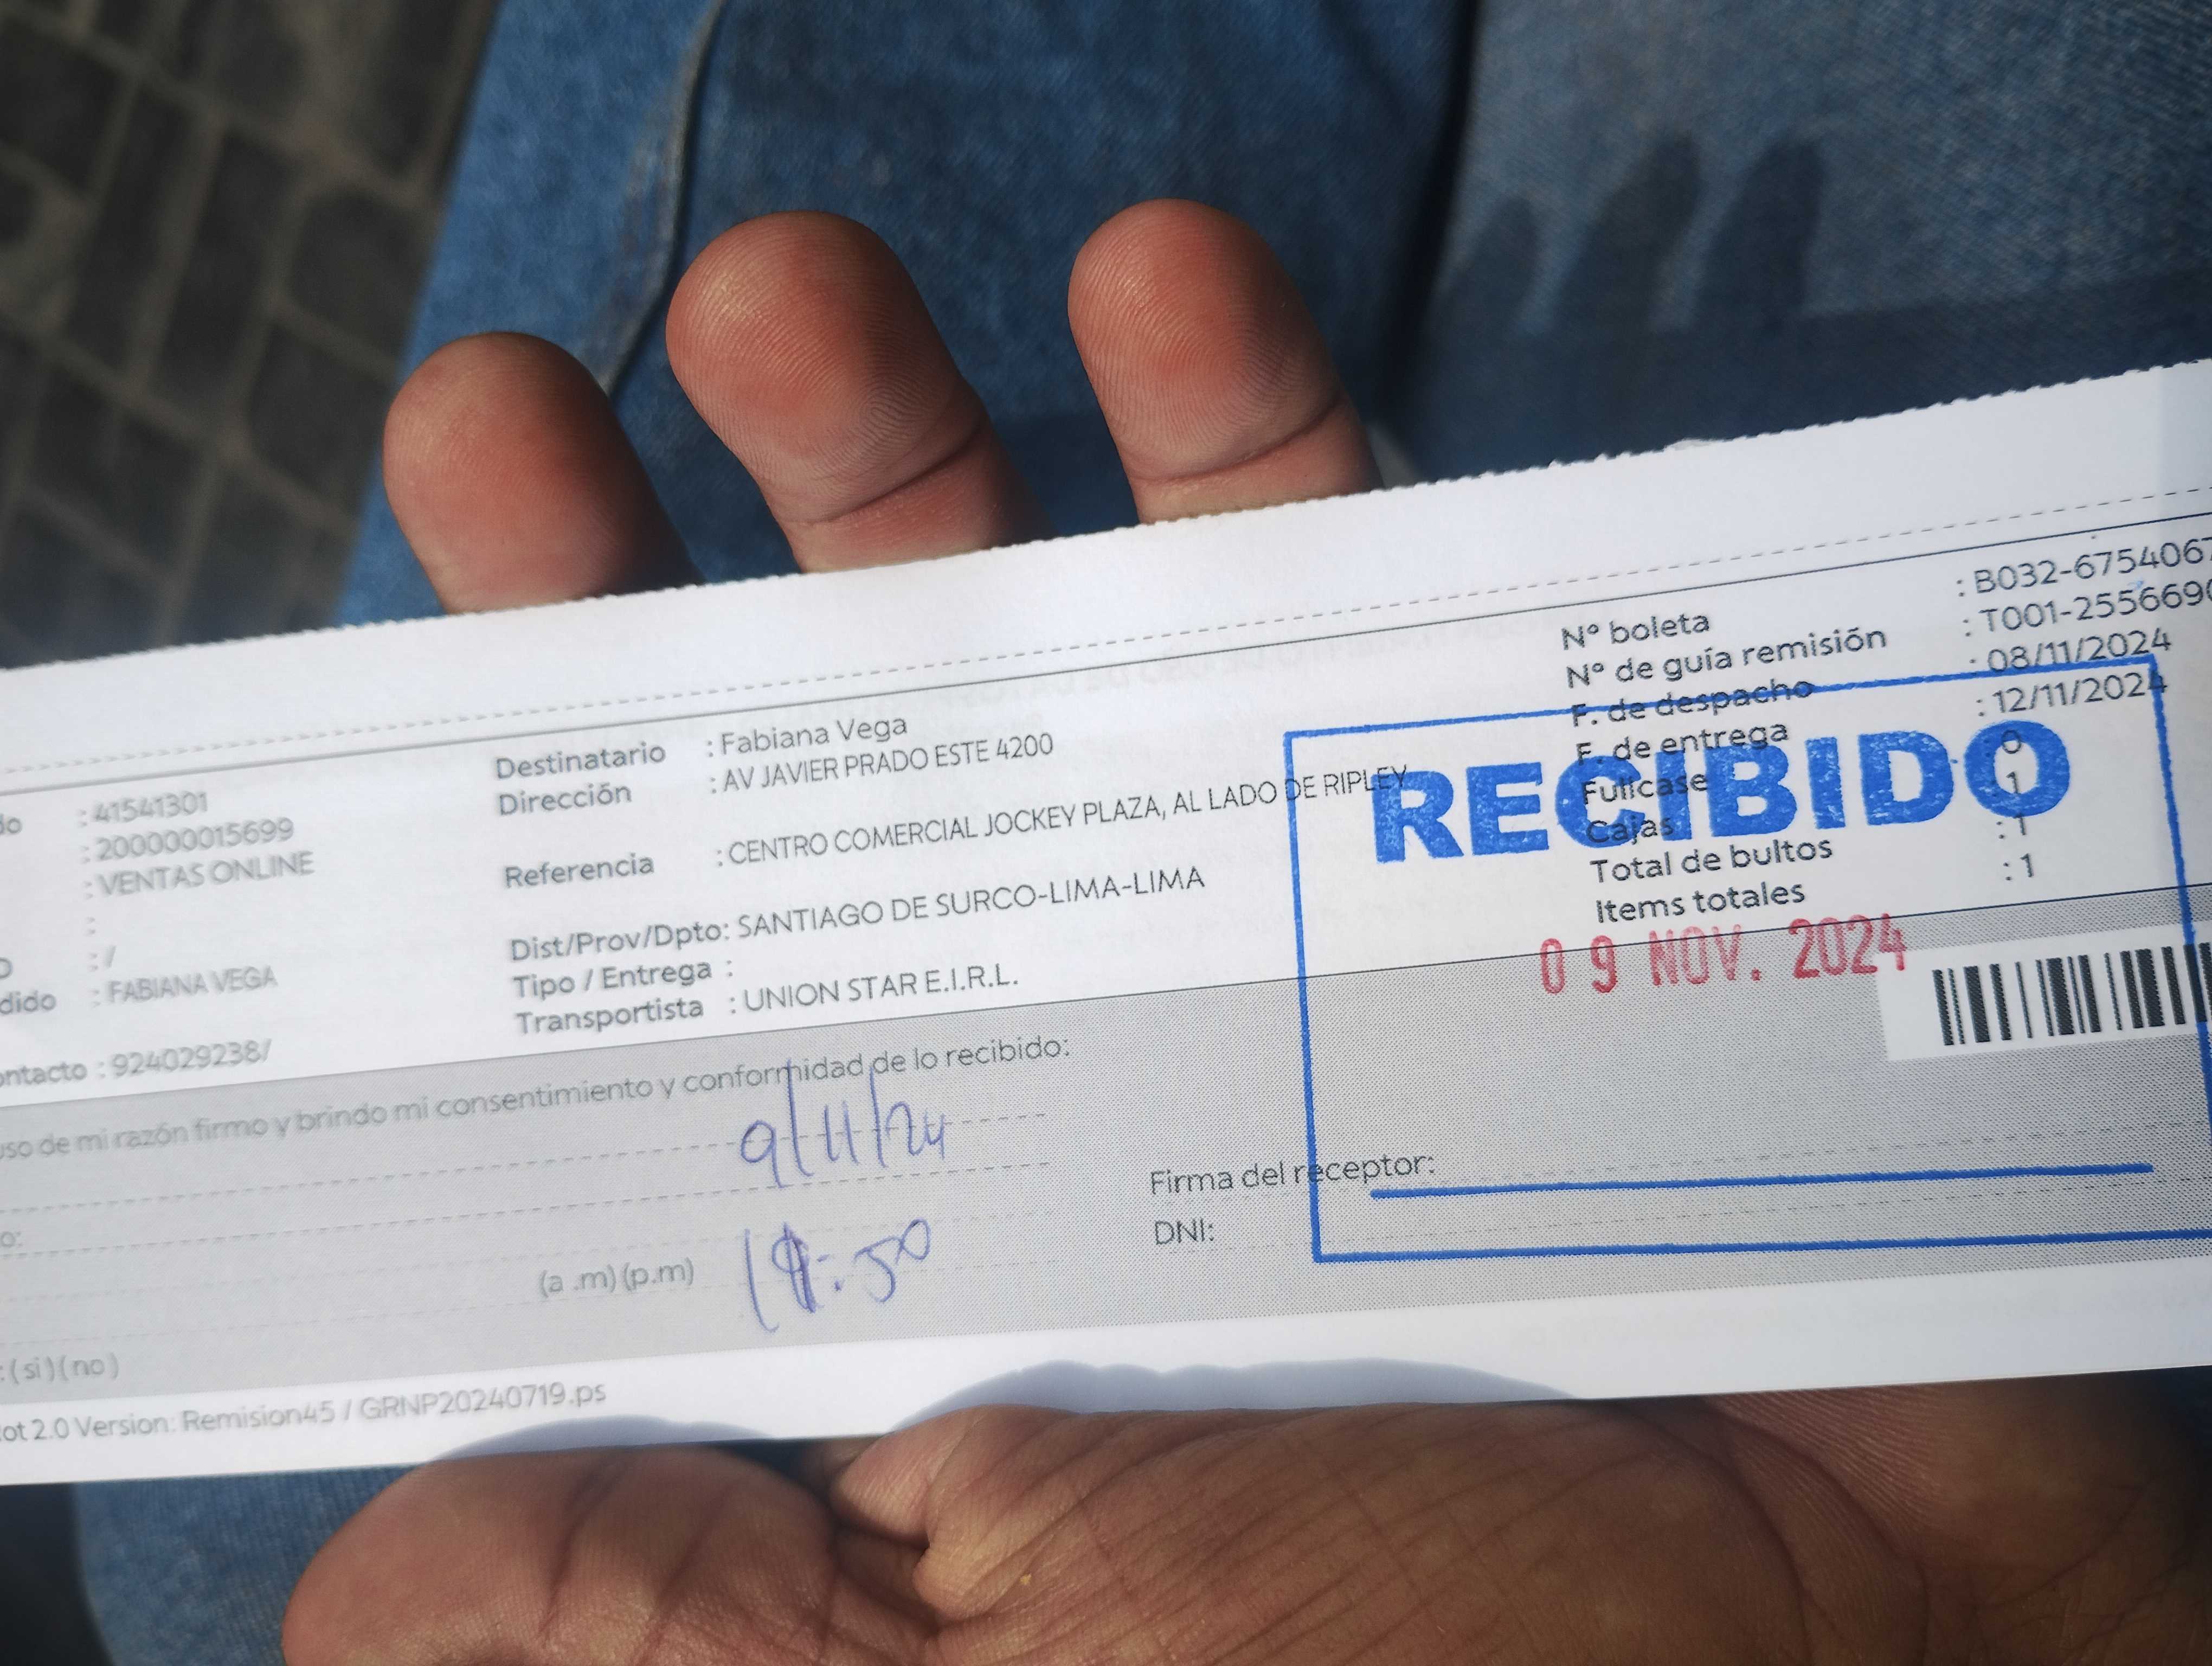 : 41541301
: 200000015699
: VENTAS ONLINE
:
: /
: FABIANA VEGA
: 924029238/
Destinatario : Fabiana Vega
Dirección : AV JAVIER PRADO ESTE 4200
Referencia : CENTRO COMERCIAL JOCKEY PLAZA, AL LADO DE RIPLEY
Dist/Prov/Dpto: SANTIAGO DE SURCO-LIMA-LIMA
Tipo / Entrega :
Transportista : UNION STAR E.I.R.L.
N° boleta : B032-6754067
N° de guía remisión : T001-255669
F. de despacho : 08/11/2024
F. de entrega : 12/11/2024
Fullcase 0
Cajas 1
Total de bultos : 1
Items totales : 1
RECIBIDO
09 NOV. 2024
de mi razón firmo y brindo mi consentimiento y conformidad de lo recibido:
9/11/24
(a .m) (p.m)
:50
Firma del receptor:
DNI:
: ( si ) ( no )
2.0 Version: Remision45 / GRNP20240719.ps